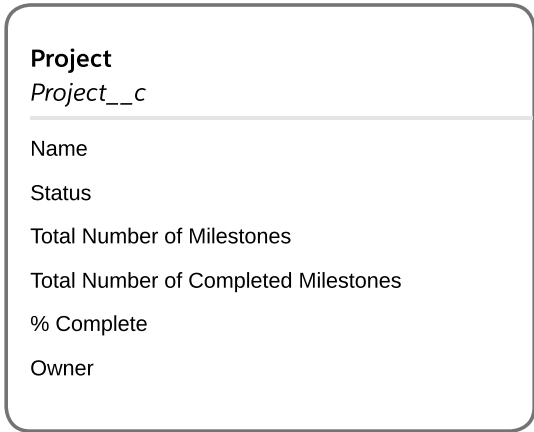 Project
Project__c
Name
Status
Total Number of Milestones
Total Number of Completed Milestones
% Complete
Owner